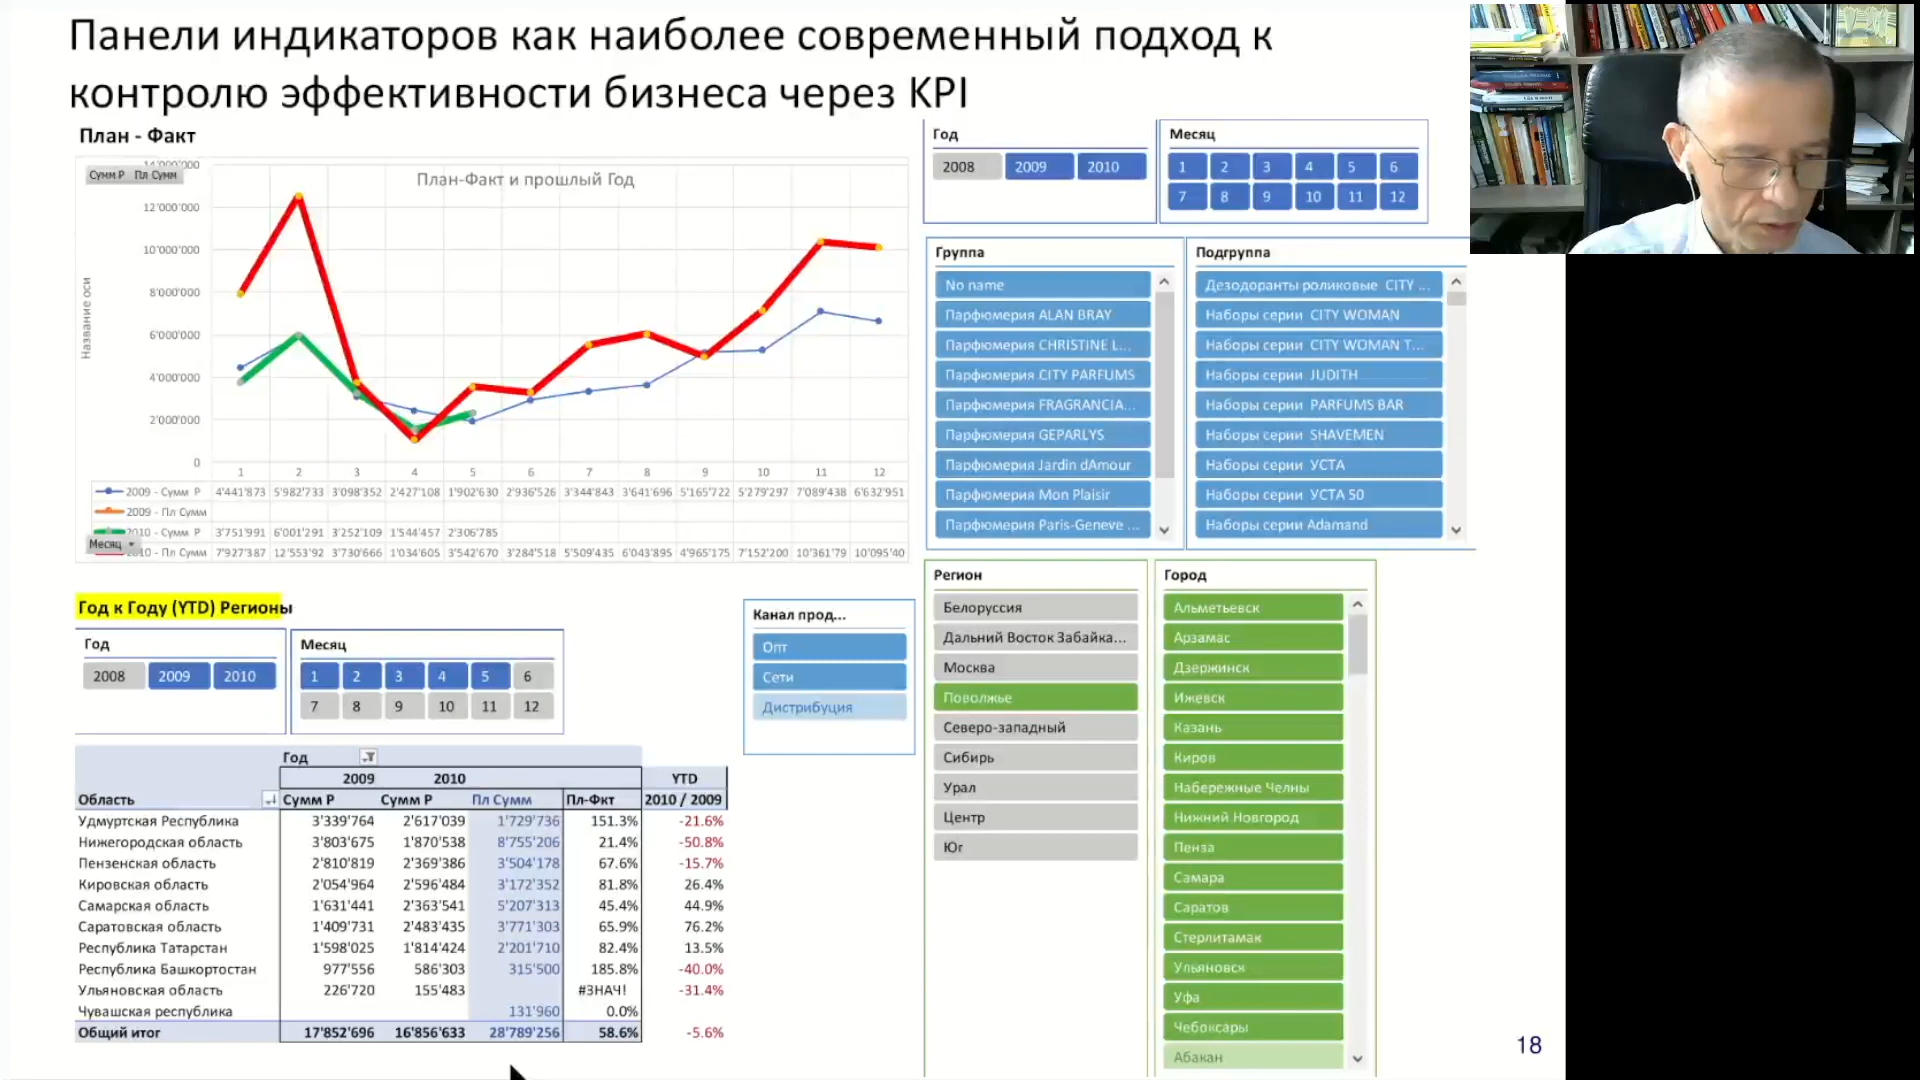 Панели индикаторов как наиболее современный подход к
контролю эффективности бизнеса через KPI
План - Факт
Сумм Р Пл Сумм
План-Факт и прошлый Год
Название оси
14'000'000
12'000'000
10'000'000
8'000'000
6'000'000
4'000'000
2'000'000
0
1 2 3 4 5 6 7 8 9 10 11 12
2009 - Сумм Р 4'441'873 5'982'733 3'098'352 2'427'108 1'902'630 2'936'526 3'344'843 3'641'696 5'165'722 5'279'297 7'089'438 6'632'951
2009 - Пл Сумм
2010 - Сумм Р 3'751'991 6'001'291 3'252'109 1'544'457 2'306'785
Месяц
2010 - Пл Сумм 7'927'387 12'553'92 3'730'666 1'034'605 3'542'670 3'284'518 5'509'435 6'043'895 4'965'175 7'152'200 10'361'79 10'095'40
Год
2008 2009 2010
Месяц
1 2 3 4 5 6
7 8 9 10 11 12
Группа
No name
Парфюмерия ALAN BRAY
Парфюмерия CHRISTINE L...
Парфюмерия CITY PARFUMS
Парфюмерия FRAGRANCIA...
Парфюмерия GEPARLYS
Парфюмерия Jardin dAmour
Парфюмерия Mon Plaisir
Парфюмерия Paris-Geneve ...
Подгруппа
Дезодоранты роликовые CITY ...
Наборы серии CITY WOMAN
Наборы серии CITY WOMAN T...
Наборы серии JUDITH
Наборы серии PARFUMS BAR
Наборы серии SHAVEMEN
Наборы серии УСТА
Наборы серии УСТА 50
Наборы серии Adamand
Год к Году (YTD) Регионы
Год
2008 2009 2010
Месяц
1 2 3 4 5 6
7 8 9 10 11 12
Канал прод...
Опт
Сети
Дистрибуция
Регион
Белоруссия
Дальний Восток Забайка...
Москва
Поволжье
Северо-западный
Сибирь
Урал
Центр
Юг
Город
Альметьевск
Арзамас
Дзержинск
Ижевск
Казань
Киров
Набережные Челны
Нижний Новгород
Пенза
Самара
Саратов
Стерлитамак
Ульяновск
Уфа
Чебоксары
Абакан
Год
2009 2010 YTD
Область Сумм Р Сумм Р Пл Сумм Пл-Фкт 2010 / 2009
Удмуртская Республика 3'339'764 2'617'039 1'729'736 151.3% -21.6%
Нижегородская область 3'803'675 1'870'538 8'755'206 21.4% -50.8%
Пензенская область 2'810'819 2'369'386 3'504'178 67.6% -15.7%
Кировская область 2'054'964 2'596'484 3'172'352 81.8% 26.4%
Самарская область 1'631'441 2'363'541 5'207'313 45.4% 44.9%
Саратовская область 1'409'731 2'483'435 3'771'303 65.9% 76.2%
Республика Татарстан 1'598'025 1'814'424 2'201'710 82.4% 13.5%
Республика Башкортостан 977'556 586'303 315'500 185.8% -40.0%
Ульяновская область 226'720 155'483 #ЗНАЧ! -31.4%
Чувашская республика 131'960 0.0%
Общий итог 17'852'696 16'856'633 28'789'256 58.6% -5.6%
18